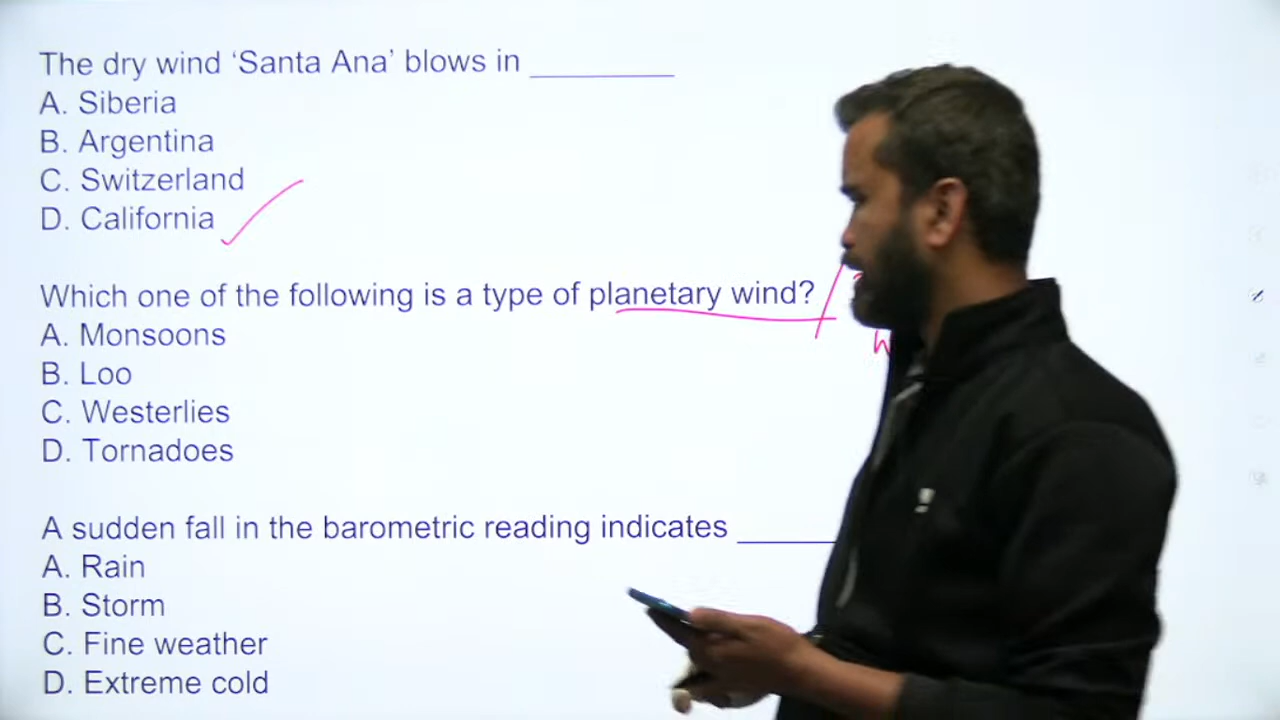 The dry wind ‘Santa Ana’ blows in ________
A. Siberia
B. Argentina
C. Switzerland
D. California
Which one of the following is a type of planetary wind?
A. Monsoons
B. Loo
C. Westerlies
D. Tornadoes
A sudden fall in the barometric reading indicates ______
A. Rain
B. Storm
C. Fine weather
D. Extreme cold